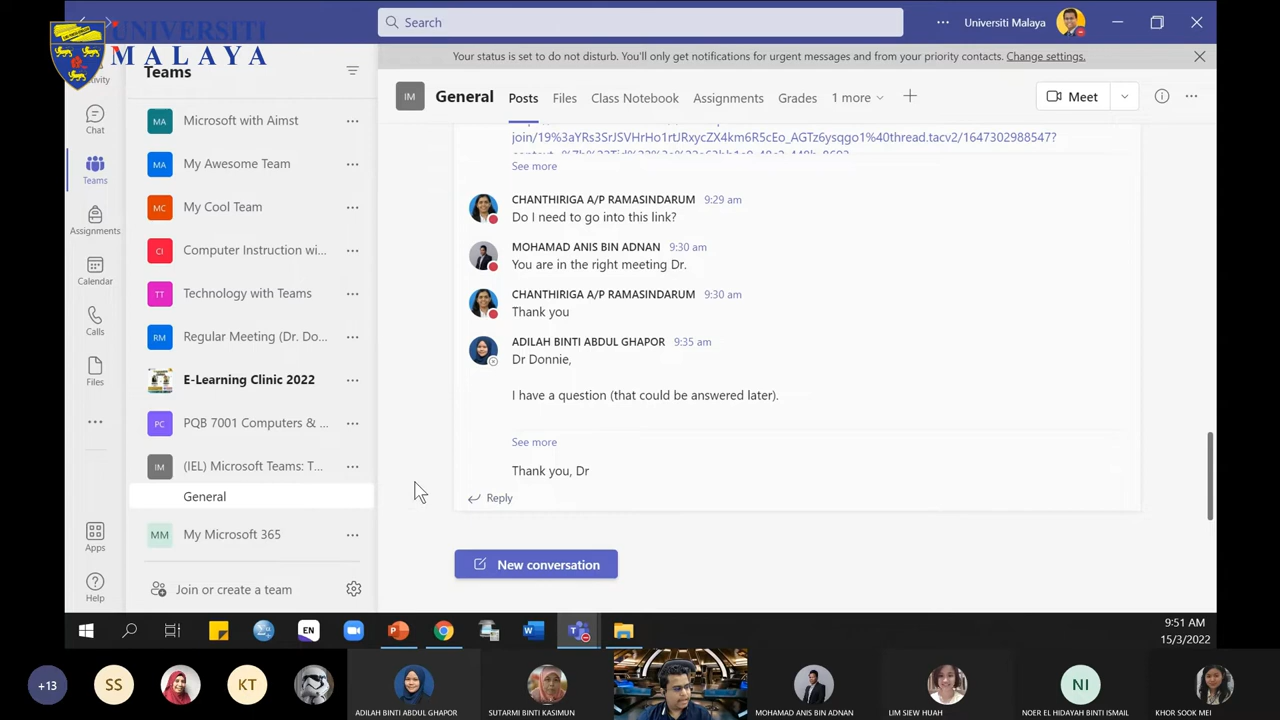 UNIVERSITI
MALAYA
Search
Universiti Malaya
Your status is set to do not disturb. You'll only get notifications for urgent messages and from your priority contacts. Change settings.
Teams
IM
General
Posts
Files
Class Notebook
Assignments
Grades
1 more
Meet
Chat
Teams
Assignments
Calendar
Calls
Files
Apps
Help
MA
Microsoft with Aimst
MA
My Awesome Team
MC
My Cool Team
CI
Computer Instruction wi...
TT
Technology with Teams
RM
Regular Meeting (Dr. Do...
E-Learning Clinic 2022
PC
PQB 7001 Computers & ...
IM
(IEL) Microsoft Teams: T...
General
MM
My Microsoft 365
Join or create a team
join/19%3aYRs3SrJSVHrHo1rtJRxycZX4km6R5cEo_AGTz6ysqgo1%40thread.tacv2/1647302988547?
See more
CHANTHIRIGA A/P RAMASINDARUM 9:29 am
Do I need to go into this link?
MOHAMAD ANIS BIN ADNAN 9:30 am
You are in the right meeting Dr.
CHANTHIRIGA A/P RAMASINDARUM 9:30 am
Thank you
ADILAH BINTI ABDUL GHAPOR 9:35 am
Dr Donnie,
I have a question (that could be answered later).
See more
Thank you, Dr
Reply
New conversation
EN
9:51 AM
15/3/2022
+13
SS
KT
NI
ADILAH BINTI ABDUL GHAPOR
SUTARMI BINTI KASIMUN
MOHAMAD ANIS BIN ADNAN
LIM SIEW HUAH
NOER EL HIDAYAH BINTI ISMAIL
KHOR SOOK MEI